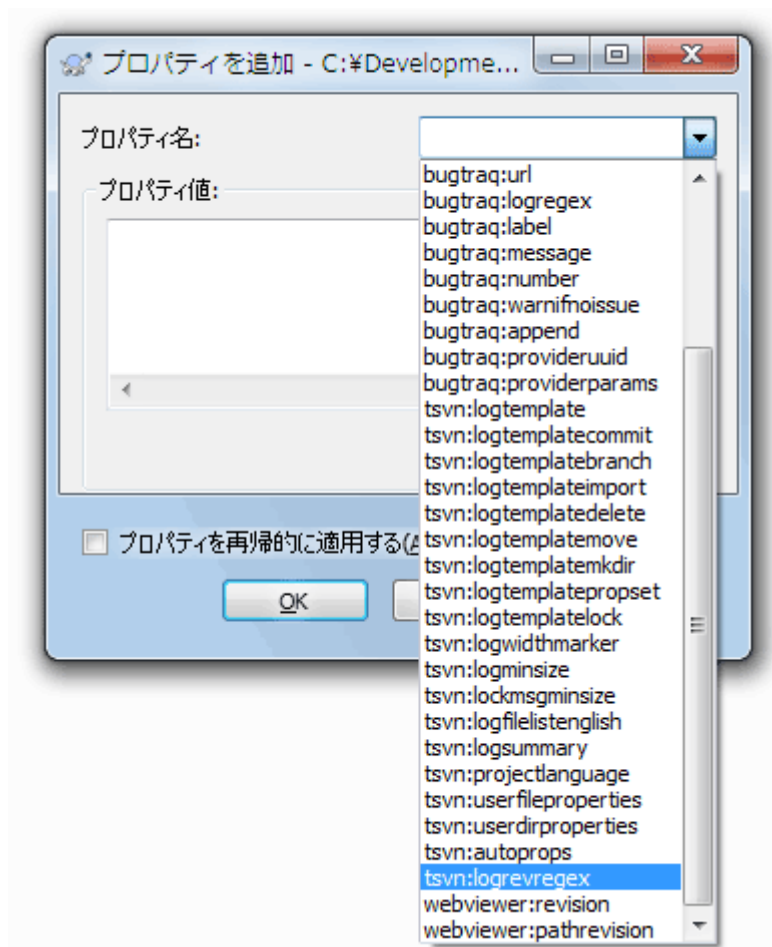 プロパティを追加 - C:¥Developme...
プロパティ名:
プロパティ値:
bugtraq:url
bugtraq:logregex
bugtraq:label
bugtraq:message
bugtraq:number
bugtraq:warnifnoissue
bugtraq:append
bugtraq:provideruuid
bugtraq:providerparams
tsvn:logtemplate
tsvn:logtemplatecommit
tsvn:logtemplatebranch
tsvn:logtemplateimport
tsvn:logtemplatedelete
tsvn:logtemplatemove
tsvn:logtemplatemkdir
tsvn:logtemplatepropset
tsvn:logtemplatelock
tsvn:logwidthmarker
tsvn:logminsize
tsvn:lockmsgminsize
tsvn:logfilelistenglish
tsvn:logsummary
tsvn:projectlanguage
tsvn:userfileproperties
tsvn:userdirproperties
tsvn:autoprops
tsvn:logrevregex
webviewer:revision
webviewer:pathrevision
プロパティを再帰的に適用する(A
OK